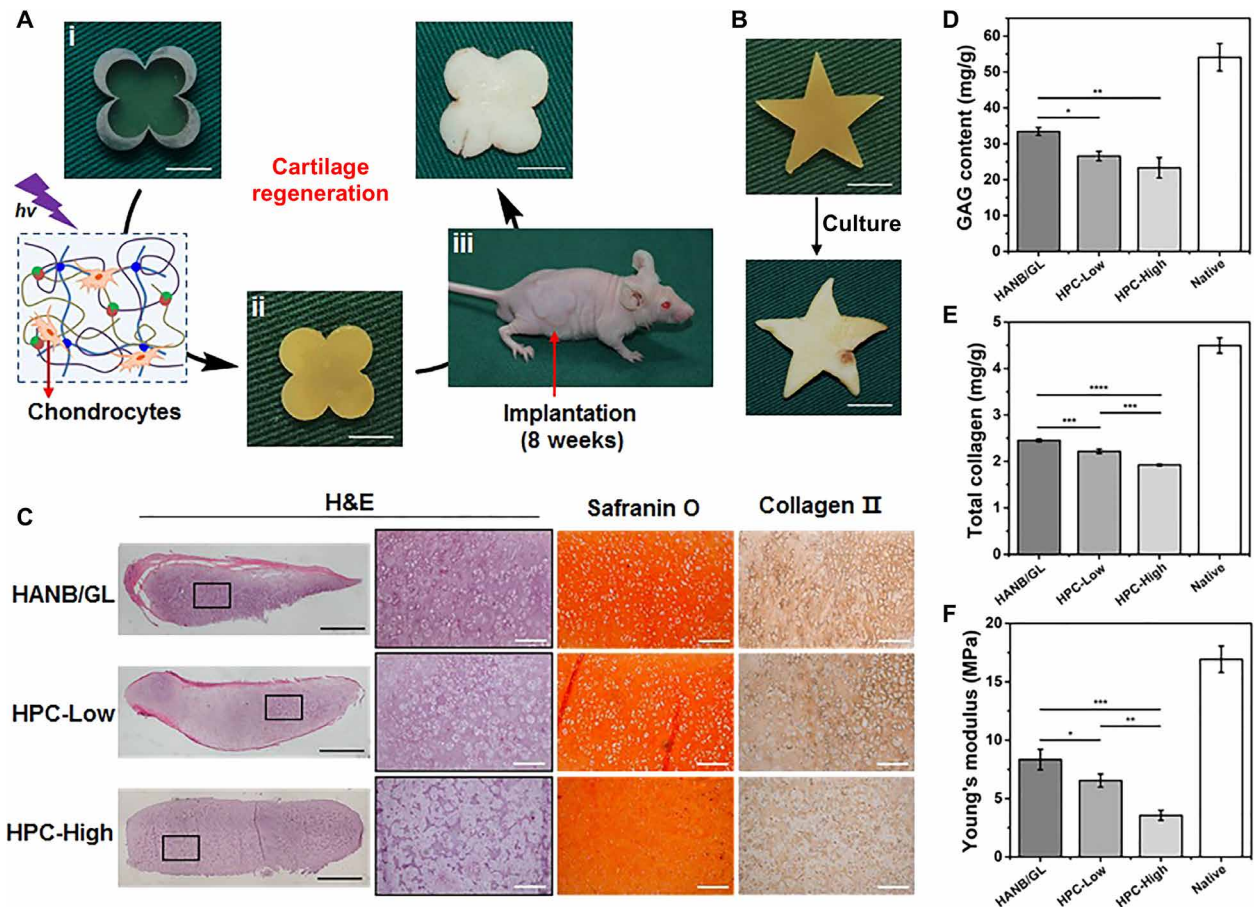 A
i
hv
Chondrocytes
ii
Cartilage
regeneration
iii
Implantation
(8 weeks)
B
Culture
C
H&E
Safranin O
Collagen II
HANB/GL
HPC-Low
HPC-High
D
GAG content (mg/g)
60
50
40
30
20
10
0
**
*
HANB/GL
HPC-Low
HPC-High
Native
E
Total collagen (mg/g)
5
4
3
2
1
0
****
***
***
HANB/GL
HPC-Low
HPC-High
Native
F
Young's modulus (MPa)
20
15
10
5
0
***
*
**
HANB/GL
HPC-Low
HPC-High
Native